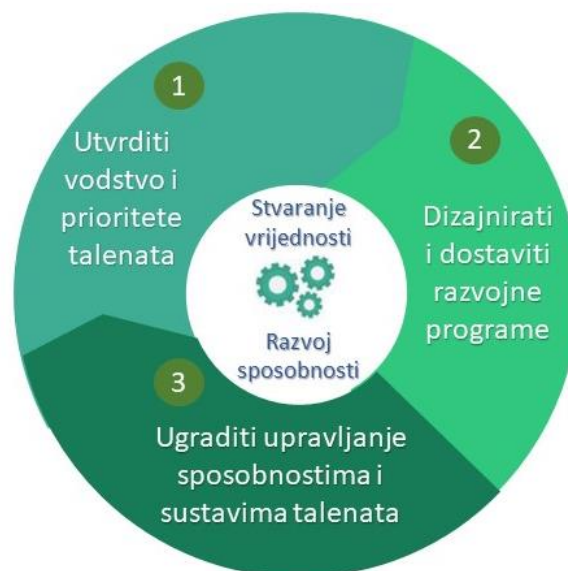 1
Utvrditi
vodstvo i
prioritete
talenata
2
Dizajnirati
i dostaviti
razvojne
programe
Stvaranje
vrijednosti
Razvoj
sposobnosti
3
Ugraditi upravljanje
sposobnostima i
sustavima talenata